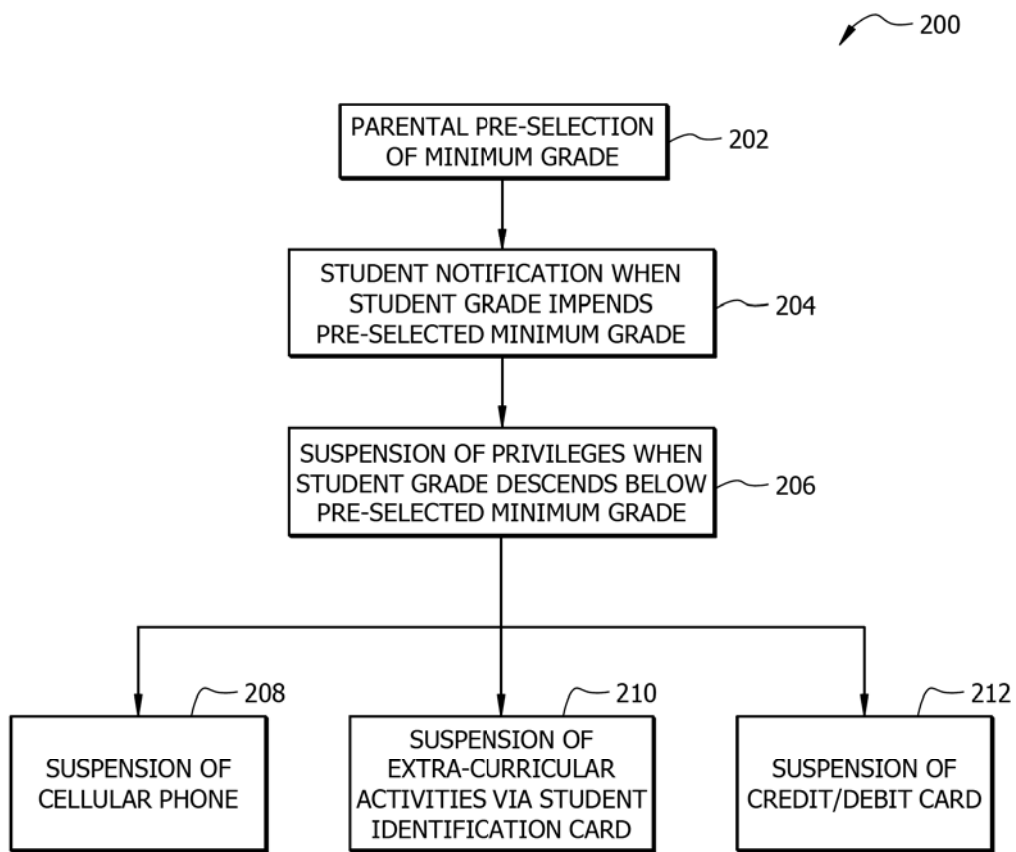 200
PARENTAL PRE-SELECTION
OF MINIMUM GRADE
202
STUDENT NOTIFICATION WHEN
STUDENT GRADE IMPENDS
PRE-SELECTED MINIMUM GRADE
204
SUSPENSION OF PRIVILEGES WHEN
STUDENT GRADE DESCENDS BELOW
PRE-SELECTED MINIMUM GRADE
206
208
SUSPENSION OF
CELLULAR PHONE
210
SUSPENSION OF
EXTRA-CURRICULAR
ACTIVITIES VIA STUDENT
IDENTIFICATION CARD
212
SUSPENSION OF
CREDIT/DEBIT CARD